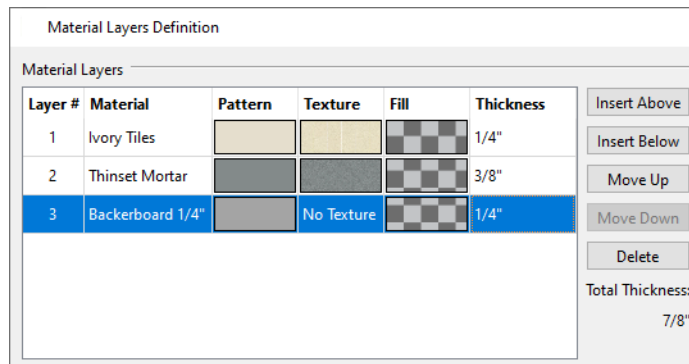 Material Layers Definition
Material Layers
Layer # Material Pattern Texture Fill Thickness
1 Ivory Tiles 1/4"
2 Thinset Mortar 3/8"
3 Backerboard 1/4" No Texture 1/4"
Insert Above
Insert Below
Move Up
Move Down
Delete
Total Thickness:
7/8"